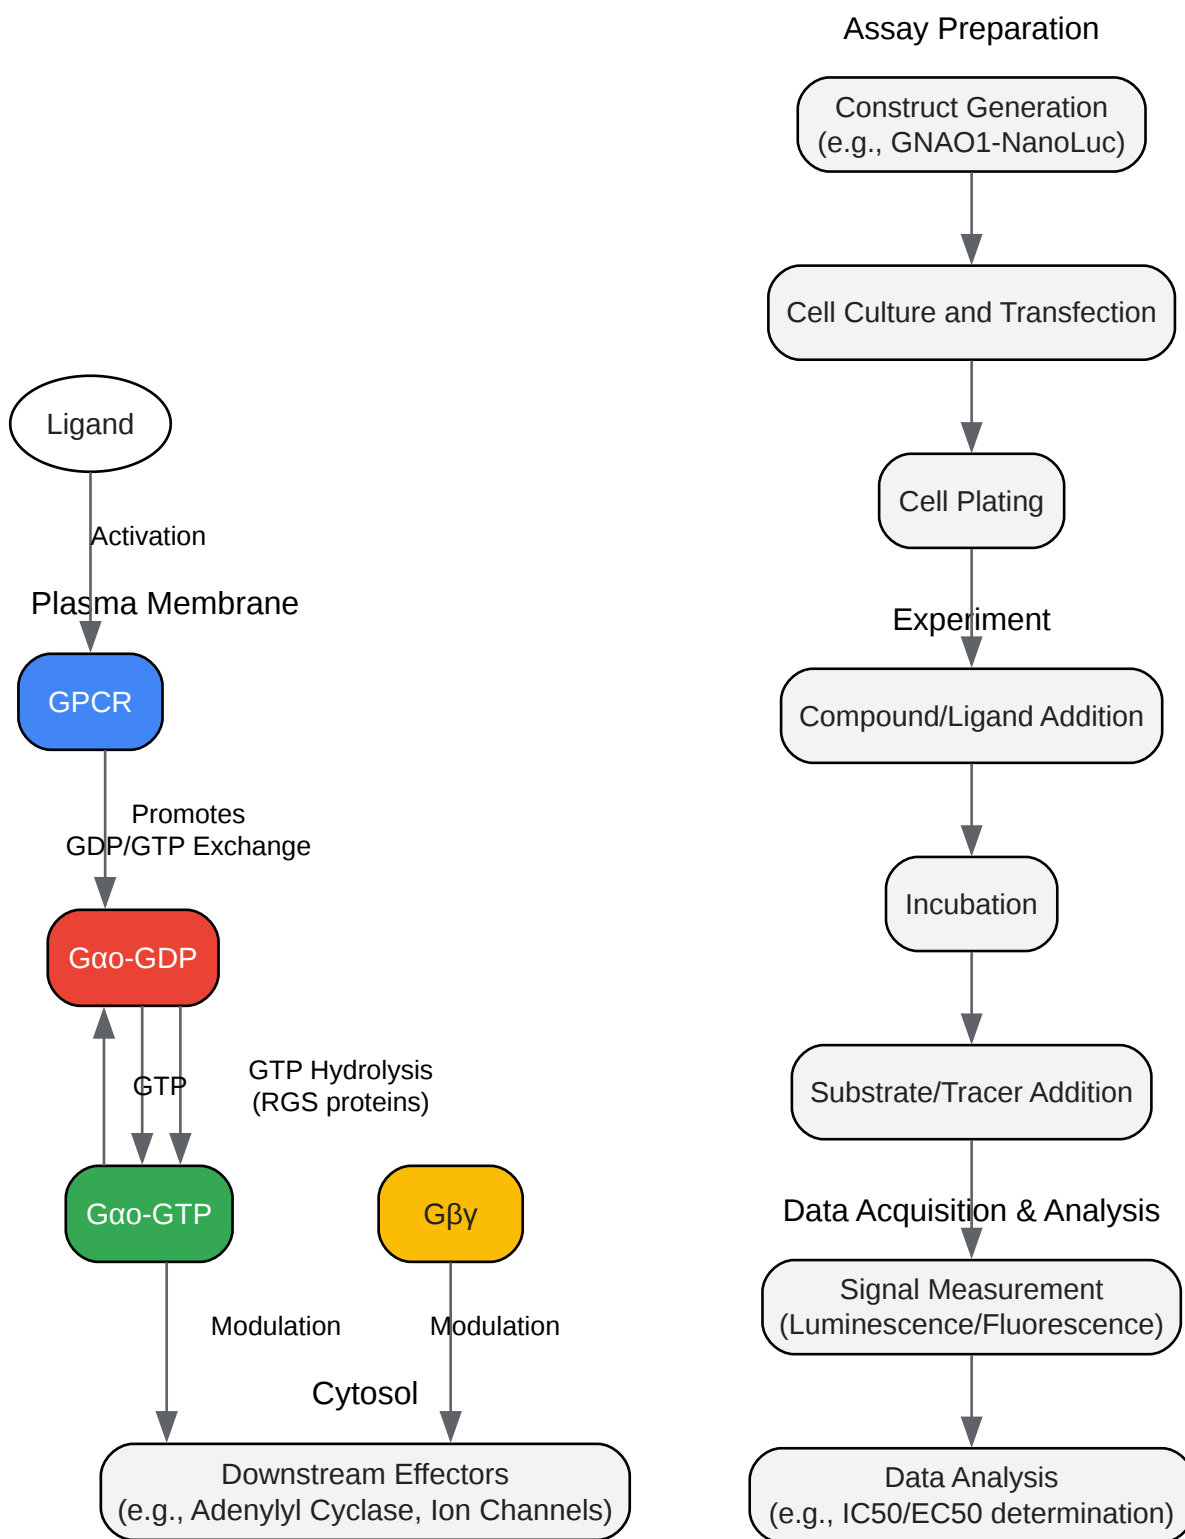 Ligand
Activation
Plasma Membrane
GPCR
Promotes
GDP/GTP Exchange
Gαo-GDP
GTP
GTP Hydrolysis
(RGS proteins)
Gαo-GTP
Gβγ
Modulation
Modulation
Cytosol
Downstream Effectors
(e.g., Adenylyl Cyclase, Ion Channels)
Assay Preparation
Construct Generation
(e.g., GNAO1-NanoLuc)
Cell Culture and Transfection
Cell Plating
Experiment
Compound/Ligand Addition
Incubation
Substrate/Tracer Addition
Data Acquisition & Analysis
Signal Measurement
(Luminescence/Fluorescence)
Data Analysis
(e.g., IC50/EC50 determination)